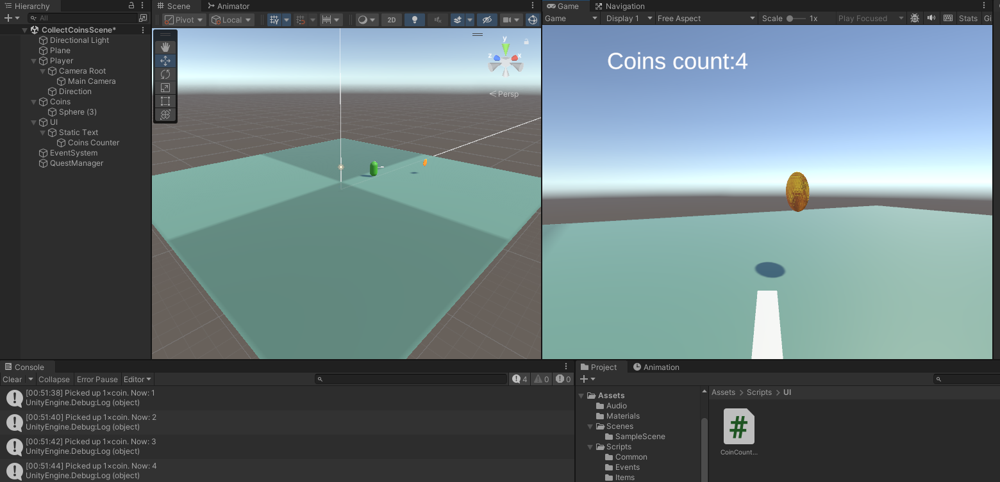 Hierarchy
All
CollectCoinsScene*
Directional Light
Plane
Player
Camera Root
Main Camera
Direction
Coins
Sphere (3)
UI
Static Text
Coins Counter
EventSystem
QuestManager
Scene
Animator
Pivot
Local
2D
y
z
x
Persp
Game
Navigation
Game
Display 1
Free Aspect
Scale
1x
Play Focused
Stats
Gi
Coins count:4
Console
Clear
Collapse
Error Pause
Editor
4
0
0
[00:51:38] Picked up 1×coin. Now: 1
UnityEngine.Debug:Log (object)
[00:51:40] Picked up 1×coin. Now: 2
UnityEngine.Debug:Log (object)
[00:51:42] Picked up 1×coin. Now: 3
UnityEngine.Debug:Log (object)
[00:51:44] Picked up 1×coin. Now: 4
UnityEngine.Debug:Log (object)
Project
Animation
Assets
Audio
Materials
Scenes
SampleScene
Scripts
Common
Events
Items
Assets > Scripts > UI
#
CoinCount...